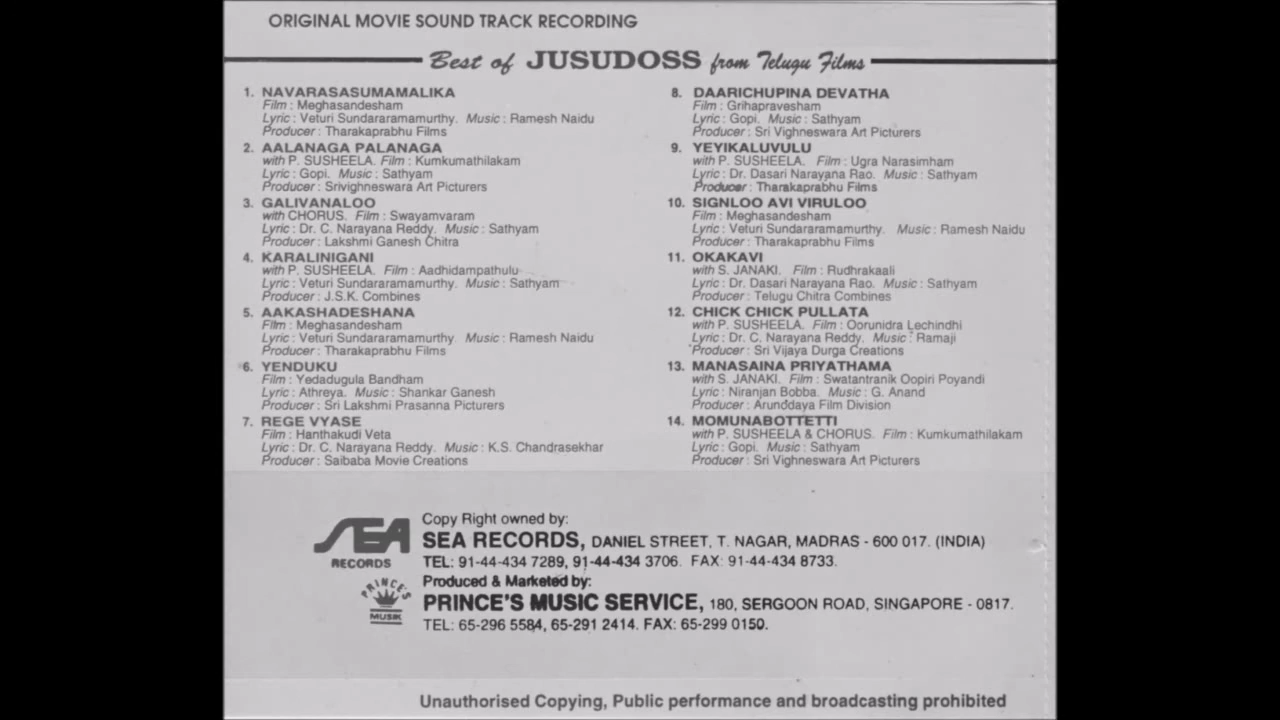 ORIGINAL MOVIE SOUND TRACK RECORDING
Best of JUSUDOSS from Telugu Films
1. NAVARASASUMAMALIKA
Film : Meghasandesham
Lyric : Veturi Sundararamamurthy. Music : Ramesh Naidu
Producer : Tharakaprabhu Films
2. AALANAGA PALANAGA
with P. SUSHEELA. Film : Kumkumathilakam
Lyric : Gopi. Music : Sathyam
Producer : Srivighneswara Art Picturers
3. GALIVANALOO
with CHORUS. Film : Swayamvaram
Lyric : Dr. C. Narayana Reddy. Music : Sathyam
Producer : Lakshmi Ganesh Chitra
4. KARALINIGANI
with P. SUSHEELA. Film : Aadhidampathulu
Lyric : Veturi Sundararamamurthy. Music : Sathyam
Producer : J.S.K. Combines
5. AAKASHADESHANA
Film : Meghasandesham
Lyric : Veturi Sundararamamurthy. Music : Ramesh Naidu
Producer : Tharakaprabhu Films
6. YENDUKU
Film : Yedadugula Bandham
Lyric : Athreya. Music : Shankar Ganesh
Producer : Sri Lakshmi Prasanna Picturers
7. REGE VYASE
Film : Hanthakudi Veta
Lyric : Dr. C. Narayana Reddy. Music : K.S. Chandrasekhar
Producer : Saibaba Movie Creations
8. DAARICHUPINA DEVATHA
Film : Grihapravesham
Lyric : Gopi. Music : Sathyam
Producer : Sri Vighneswara Art Picturers
9. YEYIKALUVULU
with P. SUSHEELA. Film : Ugra Narasimham
Lyric : Dr. Dasari Narayana Rao. Music : Sathyam
Producer : Tharakaprabhu Films
10. SIGNLOO AVI VIRULOO
Film : Meghasandesham
Lyric : Veturi Sundararamamurthy. Music : Ramesh Naidu
Producer : Tharakaprabhu Films
11. OKAKAVI
with S. JANAKI. Film : Rudhrakaali
Lyric : Dr. Dasari Narayana Rao. Music : Sathyam
Producer : Telugu Chitra Combines
12. CHICK CHICK PULLATA
with P. SUSHEELA. Film : Oorunidra Lechindhi
Lyric : Dr. C. Narayana Reddy. Music : Ramaji
Producer : Sri Vijaya Durga Creations
13. MANASAINA PRIYATHAMA
with S. JANAKI. Film : Swatantranik Oopiri Poyandi
Lyric : Niranjan Bobba. Music : G. Anand
Producer : Arunddaya Film Division
14. MOMUNABOTTETTI
with P. SUSHEELA & CHORUS. Film : Kumkumathilakam
Lyric : Gopi. Music : Sathyam
Producer : Sri Vighneswara Art Picturers
SEA
RECORDS
Copy Right owned by:
SEA RECORDS, DANIEL STREET, T. NAGAR, MADRAS - 600 017. (INDIA)
TEL: 91-44-434 7289, 91-44-434 3706. FAX: 91-44-434 8733.
PRINCE'S
MUSIK
Produced & Marketed by:
PRINCE'S MUSIC SERVICE, 180, SERGOON ROAD, SINGAPORE - 0817.
TEL: 65-296 5584, 65-291 2414. FAX: 65-299 0150.
Unauthorised Copying, Public performance and broadcasting prohibited